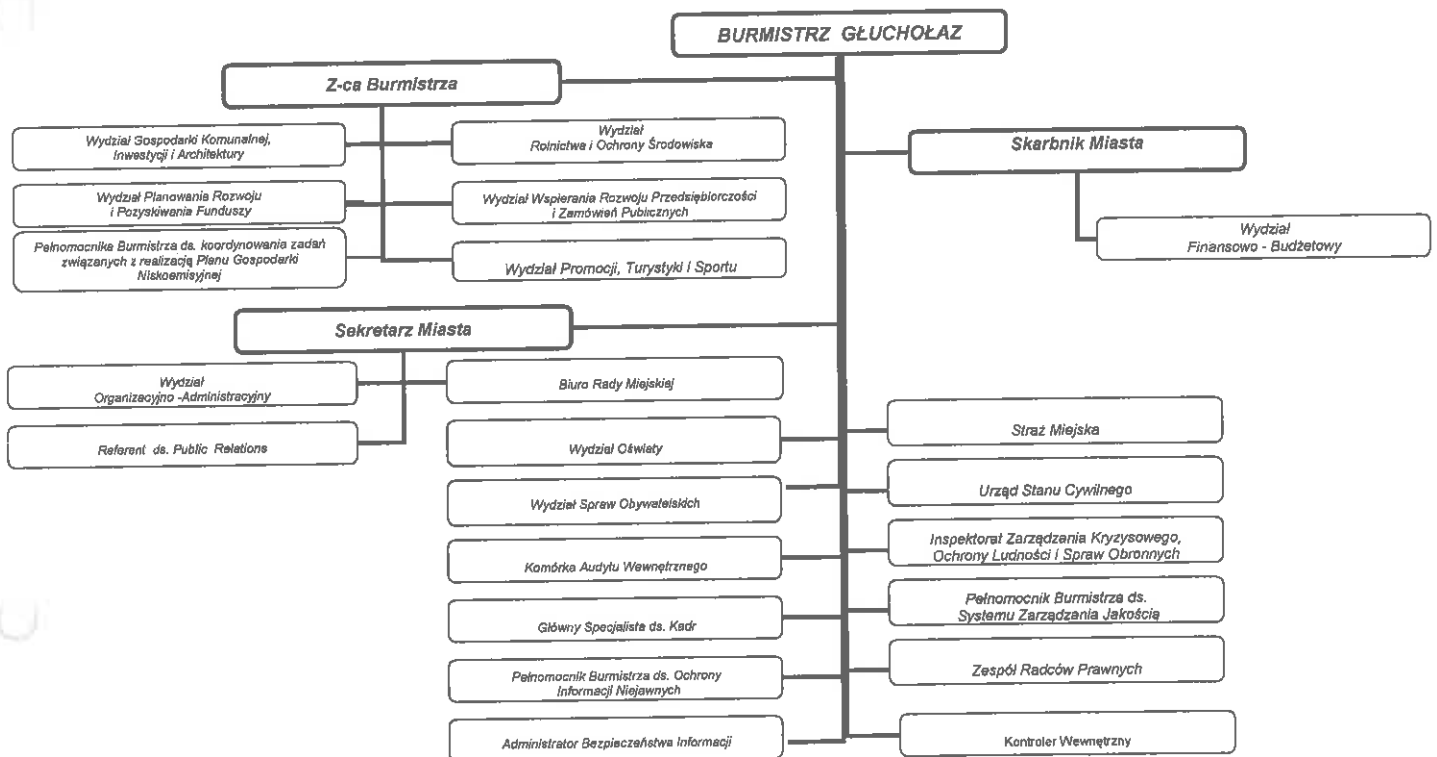 BURMISTRZ GŁUCHOŁAZ
Z-ca Burmistrza
Wydział Gospodarki Komunalnej,
Inwestycji i Architektury
Wydział
Rolnictwa i Ochrony Środowiska
Wydział Planowania Rozwoju
i Pozyskiwania Funduszy
Wydział Wspierania Rozwoju Przedsiębiorczości
i Zamówień Publicznych
Pełnomocnika Burmistrza ds. koordynowania zadań
związanych z realizacją Planu Gospodarki
Niskoemisyjnej
Wydział Promocji, Turystyki i Sportu
Skarbnik Miasta
Wydział
Finansowo - Budżetowy
Sekretarz Miasta
Wydział
Organizacyjno -Administracyjny
Biuro Rady Miejskiej
Referent ds. Public Relations
Wydział Oświaty
Wydział Spraw Obywatelskich
Komórka Audytu Wewnętrznego
Główny Specjalista ds. Kadr
Pełnomocnik Burmistrza ds. Ochrony
Informacji Niejawnych
Administrator Bezpieczeństwa Informacji
Straż Miejska
Urząd Stanu Cywilnego
Inspektorat Zarządzania Kryzysowego,
Ochrony Ludności i Spraw Obronnych
Pełnomocnik Burmistrza ds.
Systemu Zarządzania Jakością
Zespół Radców Prawnych
Kontroler Wewnętrzny